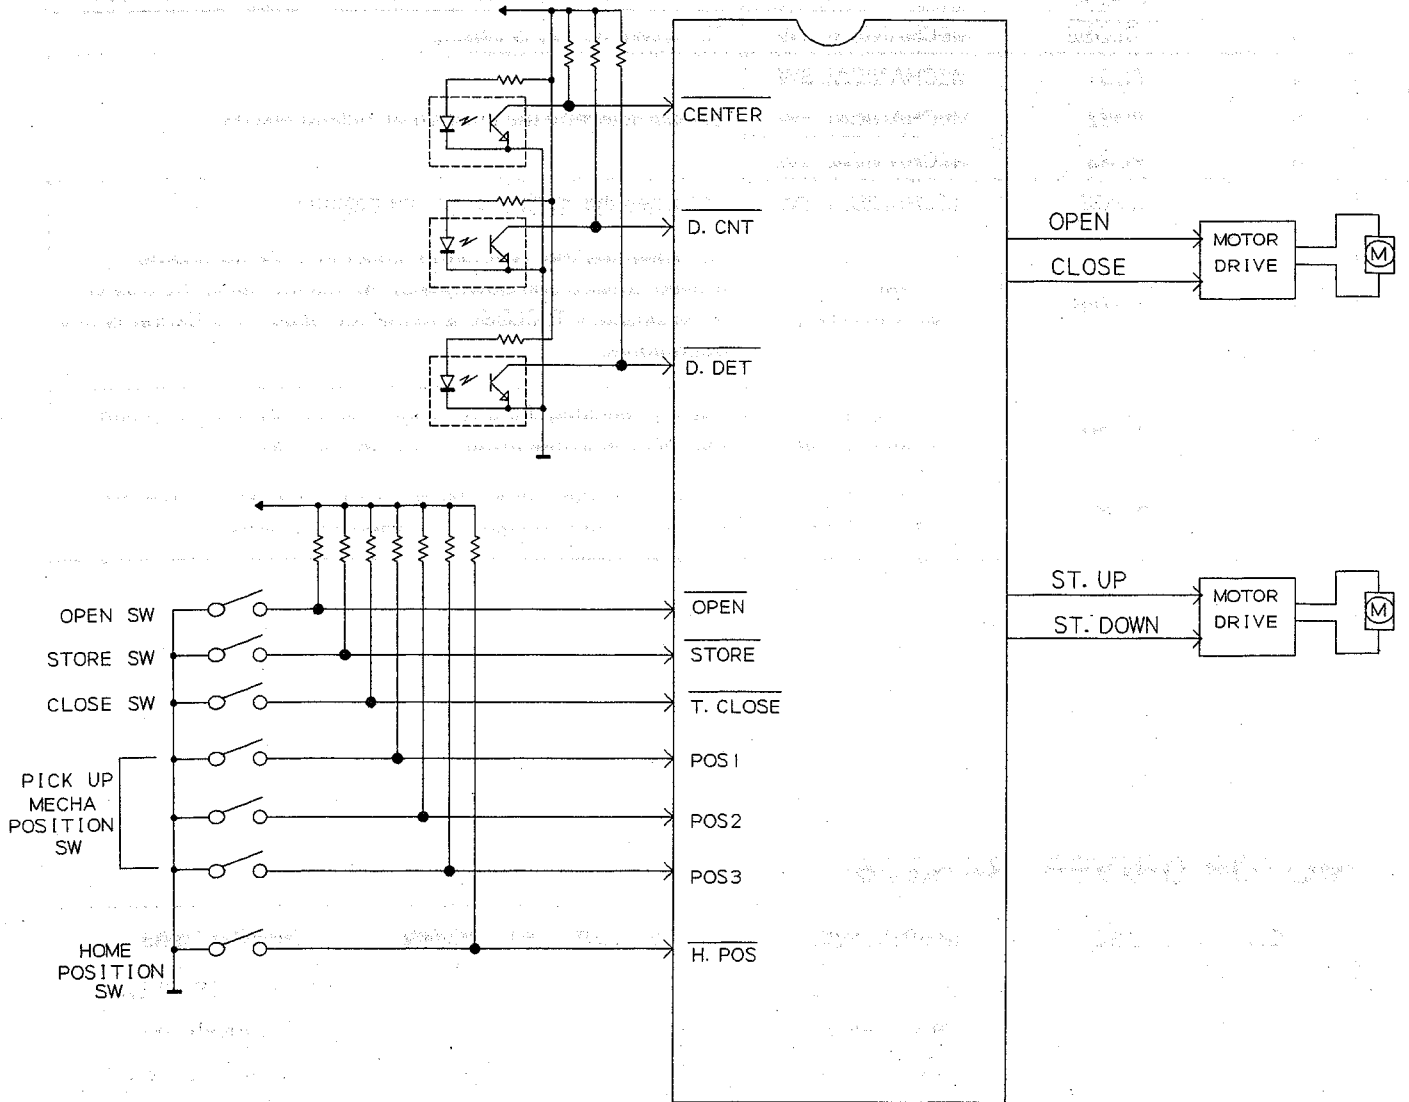 CENTER
D. CNT
D. DET
OPEN
CLOSE
MOTOR
DRIVE
M
OPEN SW
STORE SW
CLOSE SW
PICK UP
MECHA
POSITION
SW
HOME
POSITION
SW
OPEN
STORE
T. CLOSE
POS1
POS2
POS3
H. POS
ST. UP
ST. DOWN
MOTOR
DRIVE
M